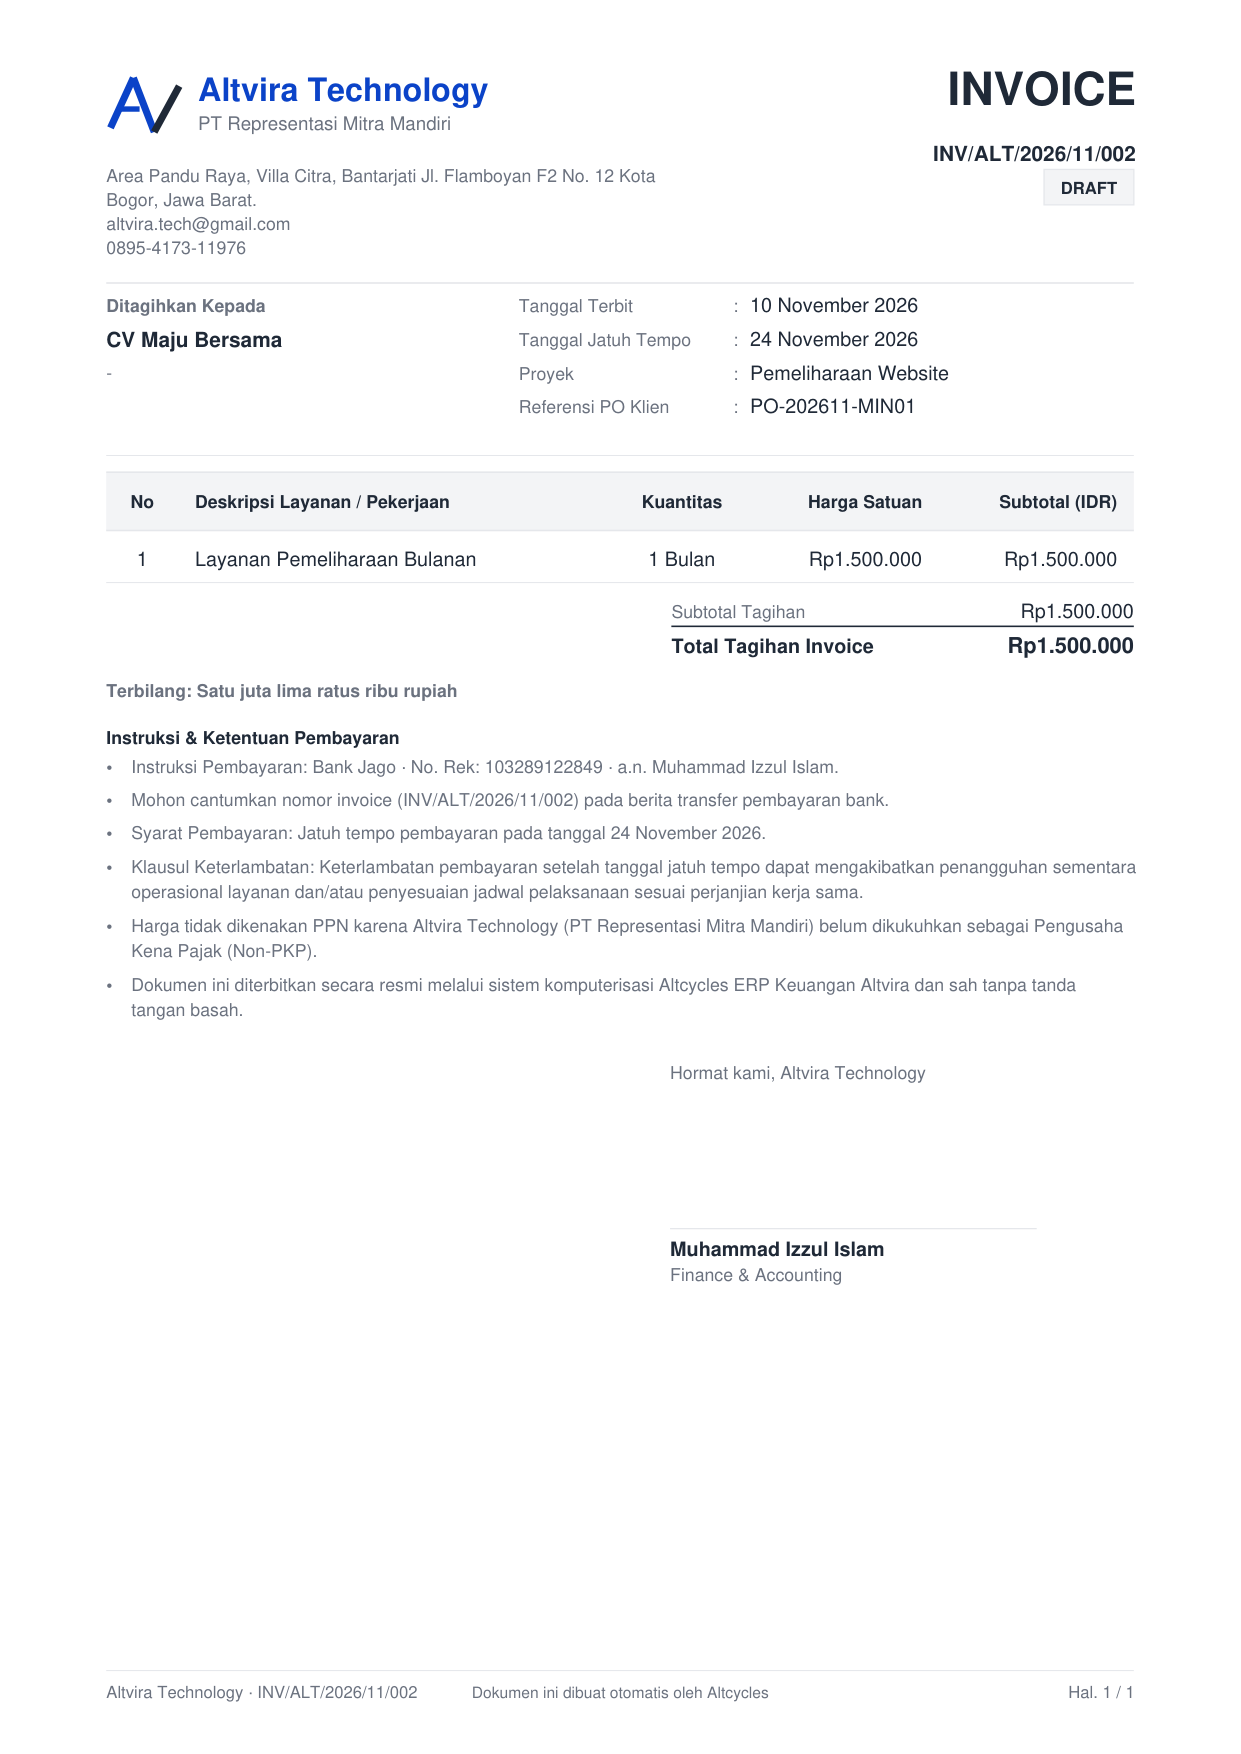 Altvira Technology
PT Representasi Mitra Mandiri
INVOICE
INV/ALT/2026/11/002
DRAFT
Area Pandu Raya, Villa Citra, Bantarjati Jl. Flamboyan F2 No. 12 Kota
Bogor, Jawa Barat.
altvira.tech@gmail.com
0895-4173-11976
Ditagihkan Kepada
CV Maju Bersama
-
Tanggal Terbit : 10 November 2026
Tanggal Jatuh Tempo : 24 November 2026
Proyek : Pemeliharaan Website
Referensi PO Klien : PO-202611-MIN01
No Deskripsi Layanan / Pekerjaan Kuantitas Harga Satuan Subtotal (IDR)
1 Layanan Pemeliharaan Bulanan 1 Bulan Rp1.500.000 Rp1.500.000
Subtotal Tagihan Rp1.500.000
Total Tagihan Invoice Rp1.500.000
Terbilang: Satu juta lima ratus ribu rupiah
Instruksi & Ketentuan Pembayaran
• Instruksi Pembayaran: Bank Jago · No. Rek: 103289122849 · a.n. Muhammad Izzul Islam.
• Mohon cantumkan nomor invoice (INV/ALT/2026/11/002) pada berita transfer pembayaran bank.
• Syarat Pembayaran: Jatuh tempo pembayaran pada tanggal 24 November 2026.
• Klausul Keterlambatan: Keterlambatan pembayaran setelah tanggal jatuh tempo dapat mengakibatkan penangguhan sementara
operasional layanan dan/atau penyesuaian jadwal pelaksanaan sesuai perjanjian kerja sama.
• Harga tidak dikenakan PPN karena Altvira Technology (PT Representasi Mitra Mandiri) belum dikukuhkan sebagai Pengusaha
Kena Pajak (Non-PKP).
• Dokumen ini diterbitkan secara resmi melalui sistem komputerisasi Altcycles ERP Keuangan Altvira dan sah tanpa tanda
tangan basah.
Hormat kami, Altvira Technology
Muhammad Izzul Islam
Finance & Accounting
Altvira Technology · INV/ALT/2026/11/002 Dokumen ini dibuat otomatis oleh Altcycles Hal. 1 / 1